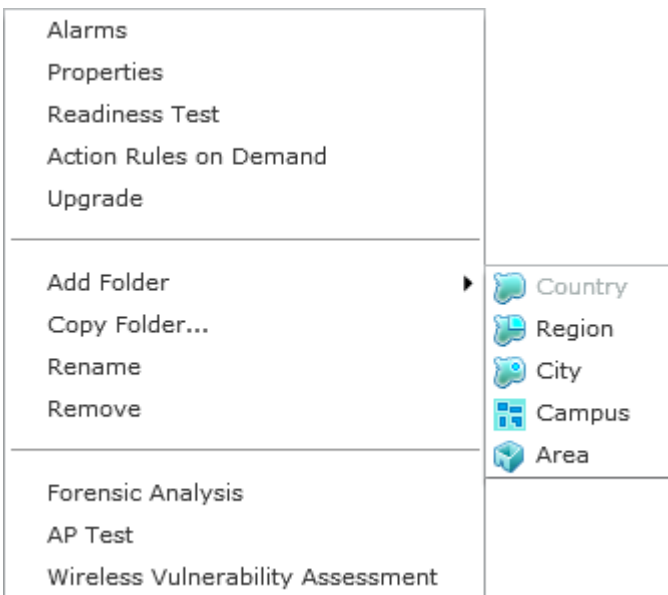 Alarms
Properties
Readiness Test
Action Rules on Demand
Upgrade
Add Folder
Copy Folder...
Rename
Remove
Forensic Analysis
AP Test
Wireless Vulnerability Assessment
Country
Region
City
Campus
Area